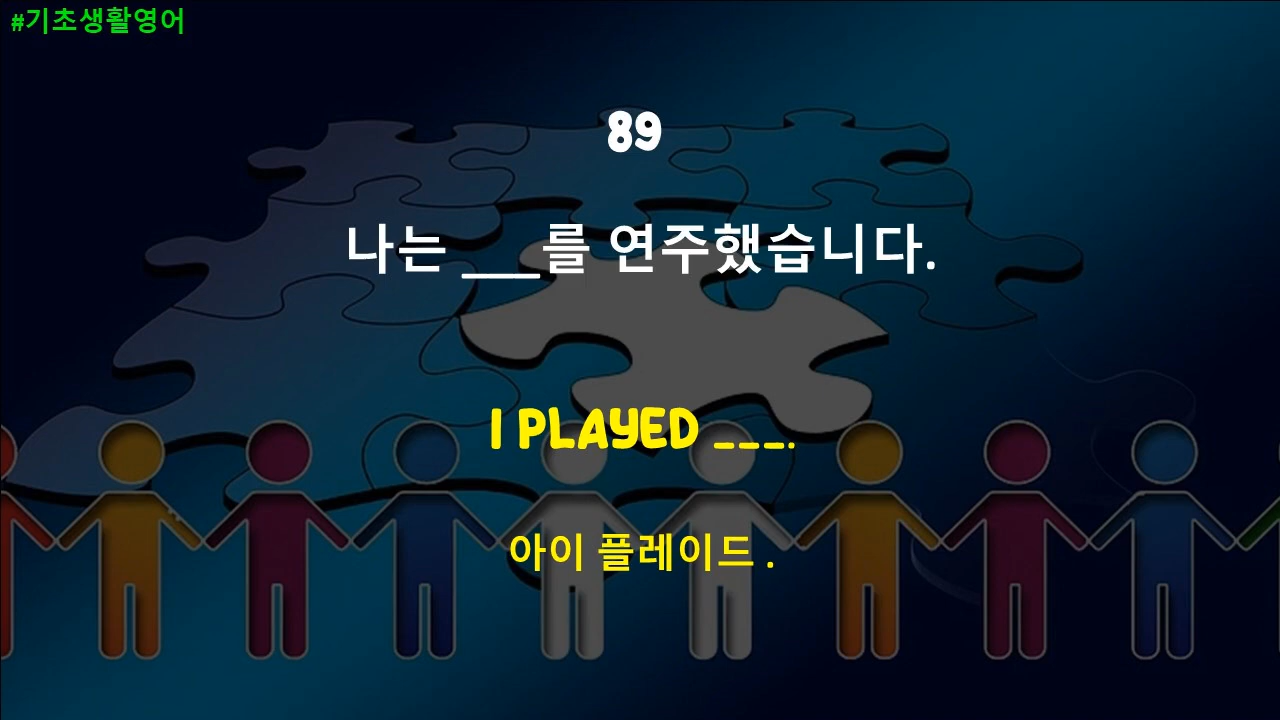 #기초생활영어
89
나는 ___를 연주했습니다.
I PLAYED ___.
아이 플레이드 .